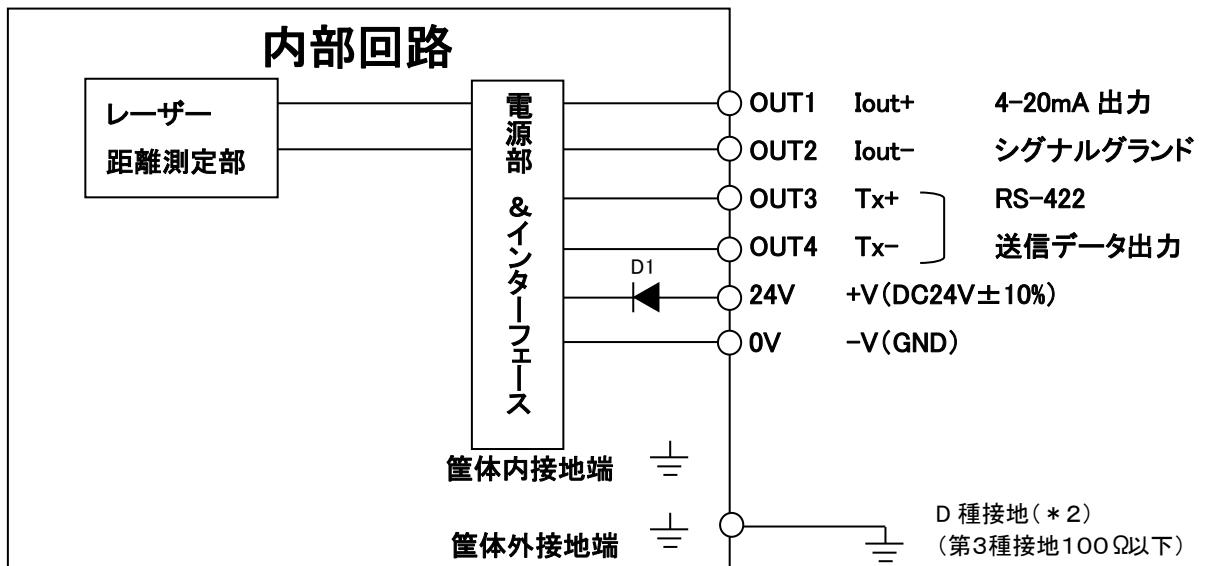 内部回路
レーザー
距離測定部
電源部 &インターフェース
OUT1 Iout+ 4-20mA 出力
OUT2 Iout- シグナルグランド
OUT3 Tx+ RS-422
OUT4 Tx- 送信データ出力
D1
24V +V(DC24V±10%)
0V -V(GND)
筐体内接地端
筐体外接地端
D種接地(*2)
(第3種接地100Ω以下)